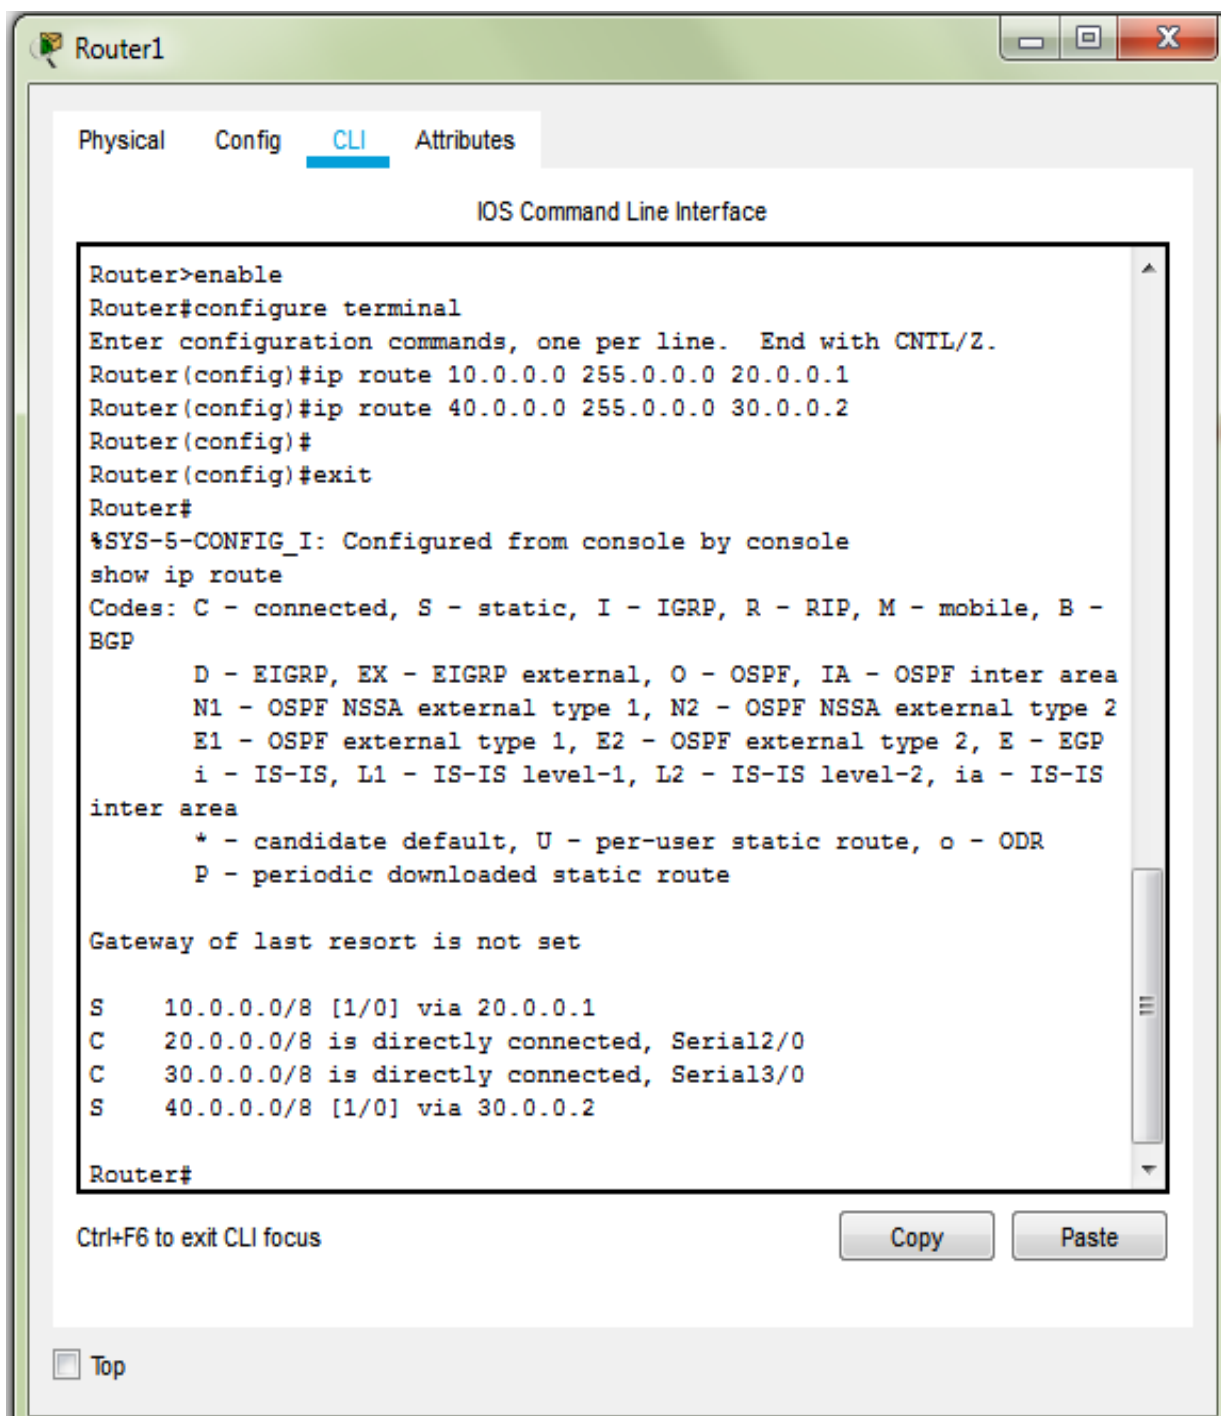 Router1
Physical Config CLI Attributes
IOS Command Line Interface
Router>enable
Router#configure terminal
Enter configuration commands, one per line.  End with CNTL/Z.
Router(config)#ip route 10.0.0.0 255.0.0.0 20.0.0.1
Router(config)#ip route 40.0.0.0 255.0.0.0 30.0.0.2
Router(config)#
Router(config)#exit
Router#
%SYS-5-CONFIG_I: Configured from console by console
show ip route
Codes: C - connected, S - static, I - IGRP, R - RIP, M - mobile, B -
BGP
       D - EIGRP, EX - EIGRP external, O - OSPF, IA - OSPF inter area
       N1 - OSPF NSSA external type 1, N2 - OSPF NSSA external type 2
       E1 - OSPF external type 1, E2 - OSPF external type 2, E - EGP
       i - IS-IS, L1 - IS-IS level-1, L2 - IS-IS level-2, ia - IS-IS
inter area
       * - candidate default, U - per-user static route, o - ODR
       P - periodic downloaded static route
Gateway of last resort is not set
S    10.0.0.0/8 [1/0] via 20.0.0.1
C    20.0.0.0/8 is directly connected, Serial2/0
C    30.0.0.0/8 is directly connected, Serial3/0
S    40.0.0.0/8 [1/0] via 30.0.0.2
Router#
Ctrl+F6 to exit CLI focus Copy Paste
Top